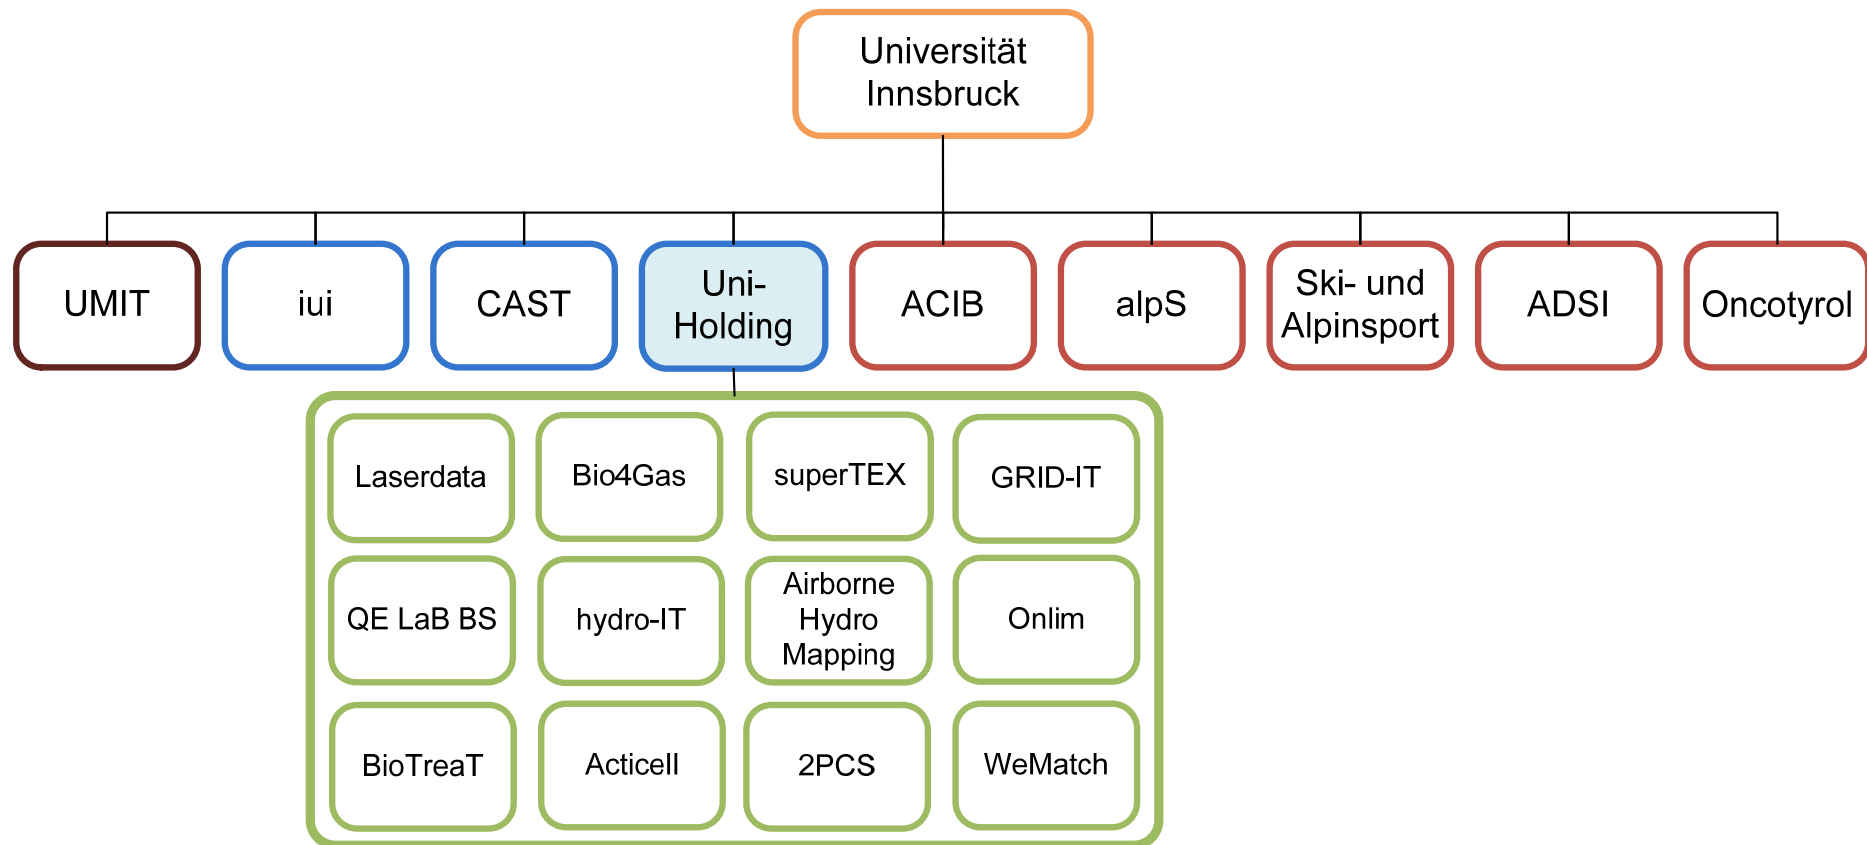 Universität
Innsbruck
UMIT
iui
CAST
Uni-
Holding
ACIB
alpS
Ski- und
Alpinsport
ADSI
Oncotyrol
Laserdata
Bio4Gas
superTEX
GRID-IT
QE LaB BS
hydro-IT
Airborne
Hydro
Mapping
Onlim
BioTreaT
Acticell
2PCS
WeMatch